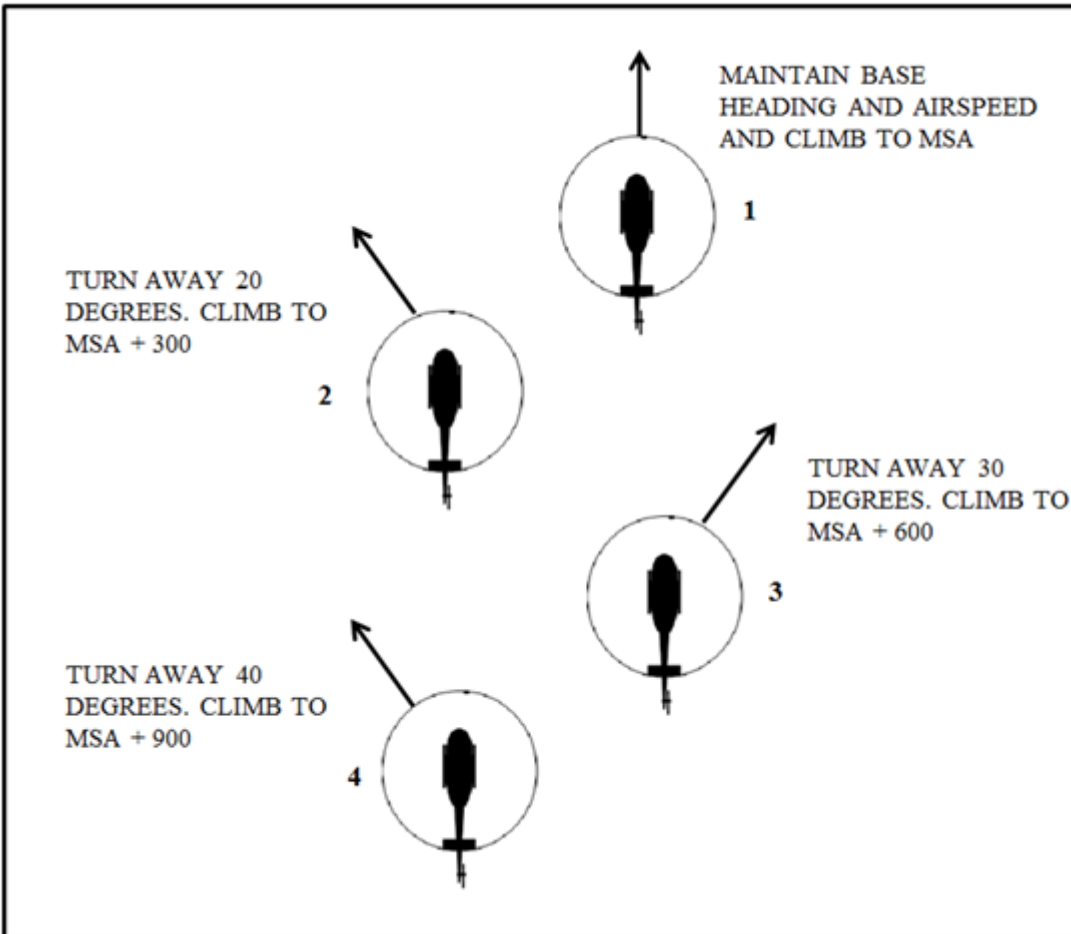 MAINTAIN BASE
HEADING AND AIRSPEED
AND CLIMB TO MSA
1
TURN AWAY 20
DEGREES. CLIMB TO
MSA + 300
2
TURN AWAY 30
DEGREES. CLIMB TO
MSA + 600
3
TURN AWAY 40
DEGREES. CLIMB TO
MSA + 900
4